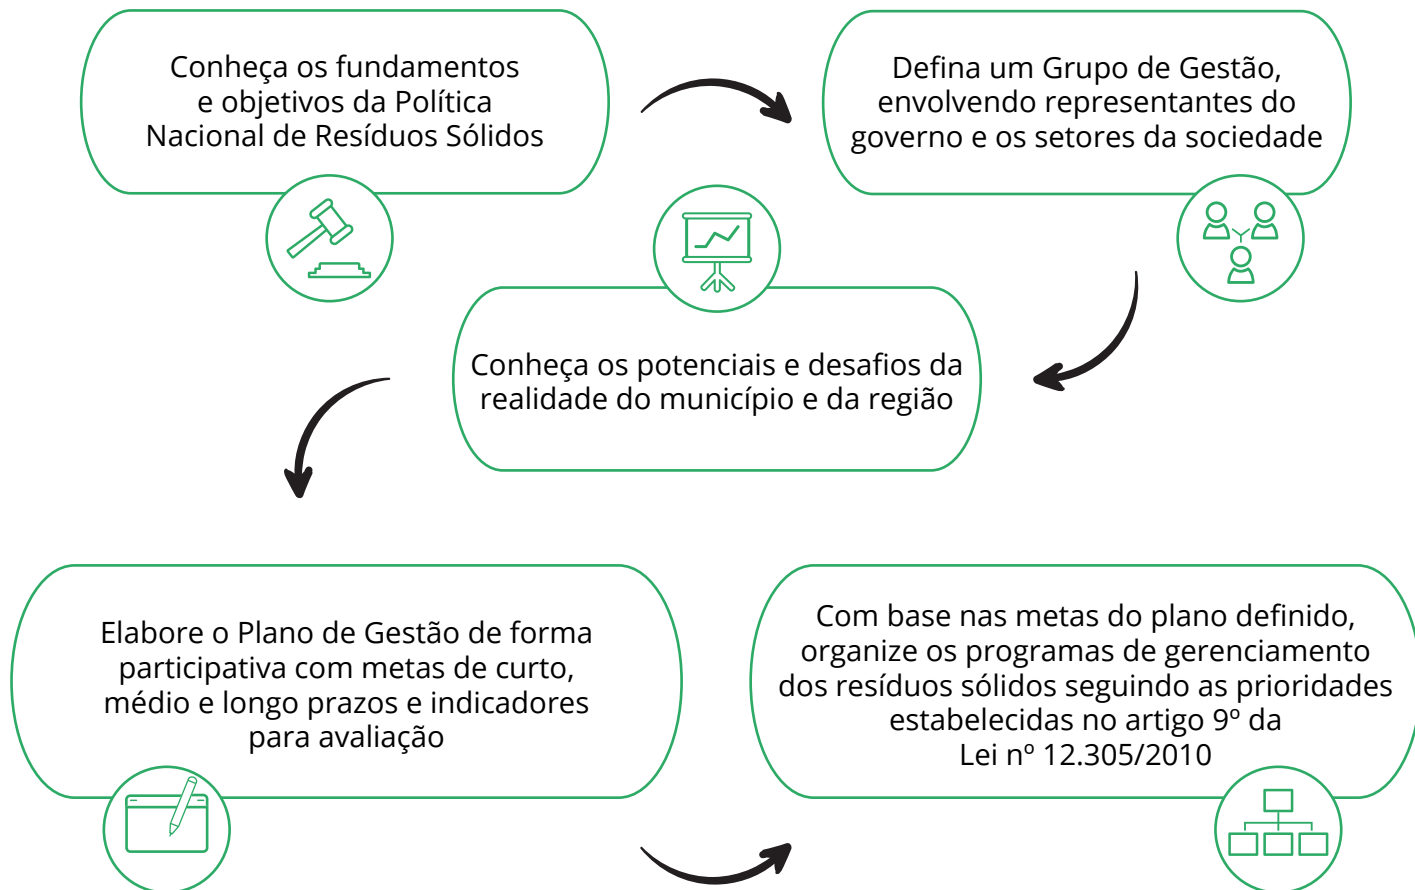 Conheça os fundamentos
e objetivos da Política
Nacional de Resíduos Sólidos
Defina um Grupo de Gestão,
envolvendo representantes do
governo e os setores da sociedade
Conheça os potenciais e desafios da
realidade do município e da região
Elabore o Plano de Gestão de forma
participativa com metas de curto,
médio e longo prazos e indicadores
para avaliação
Com base nas metas do plano definido,
organize os programas de gerenciamento
dos resíduos sólidos seguindo as prioridades
estabelecidas no artigo 9º da
Lei nº 12.305/2010